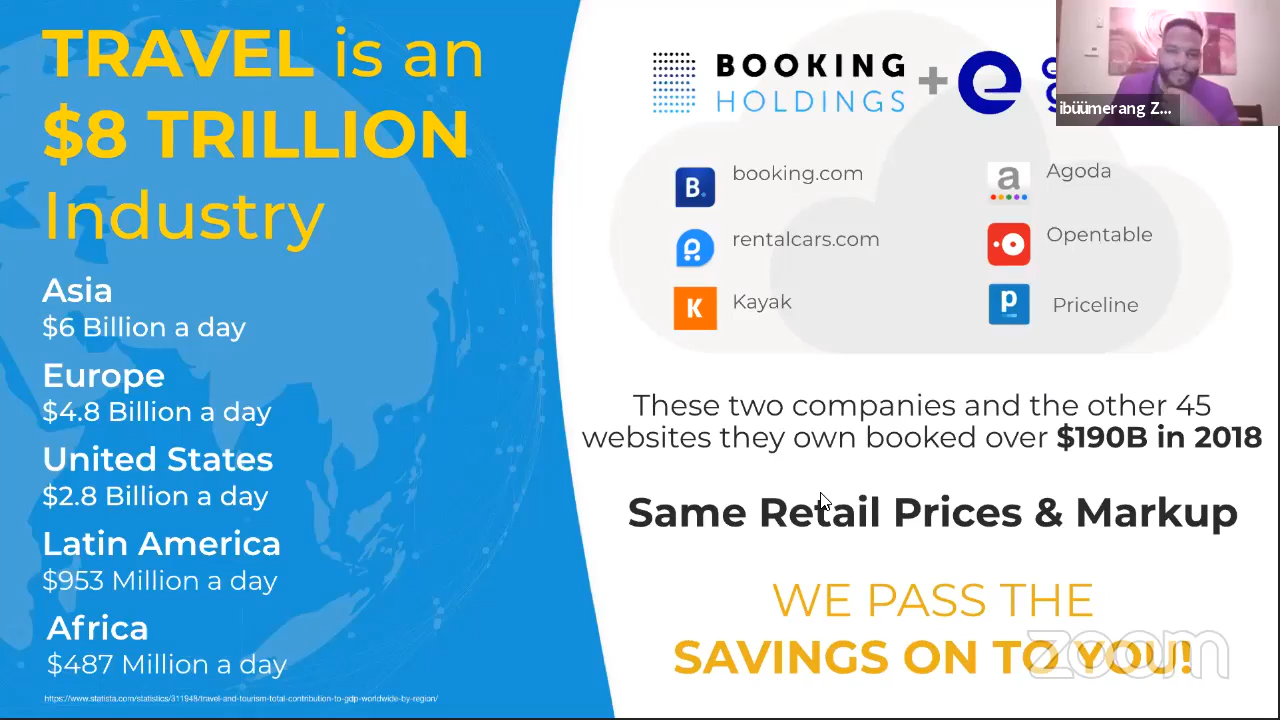 TRAVEL is an
$8 TRILLION
Industry
Asia
$6 Billion a day
Europe
$4.8 Billion a day
United States
$2.8 Billion a day
Latin America
$953 Million a day
Africa
$487 Million a day
https://www.statista.com/statistics/311948/travel-and-tourism-total-contribution-to-gdp-worldwide-by-region/
BOOKING
HOLDINGS
+
e
ibüümerang Z...
B.
booking.com
a
Agoda
rentalcars.com
Opentable
K
Kayak
p
Priceline
These two companies and the other 45
websites they own booked over $190B in 2018
Same Retail Prices & Markup
WE PASS THE
SAVINGS ON TO YOU!
zoom